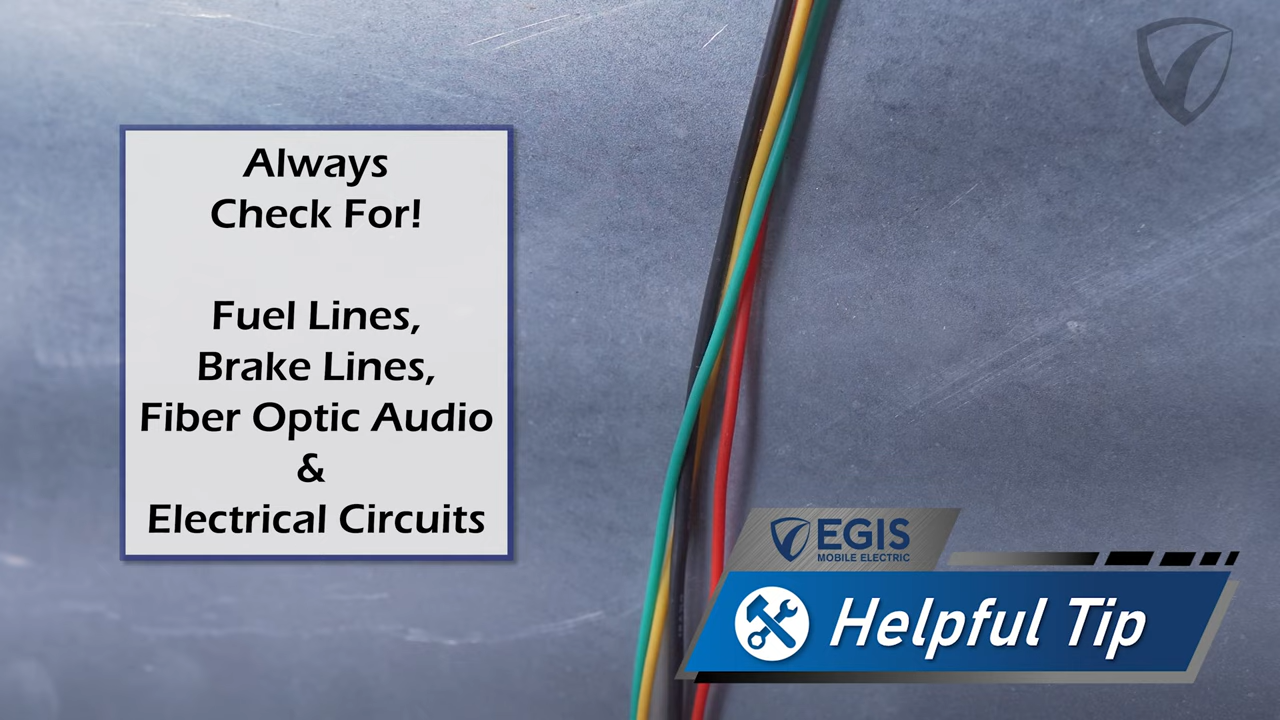 Always
Check For!
Fuel Lines,
Brake Lines,
Fiber Optic Audio
&
Electrical Circuits
EGIS
MOBILE ELECTRIC
Helpful Tip